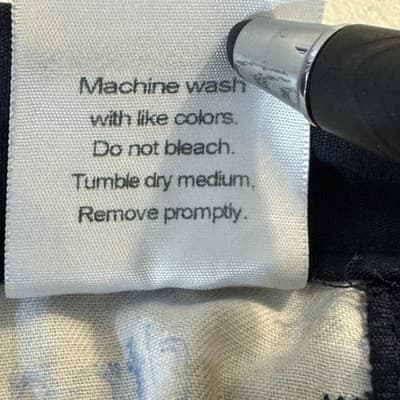 Machine wash
with like colors.
Do not bleach.
Tumble dry medium,
Remove promptly.